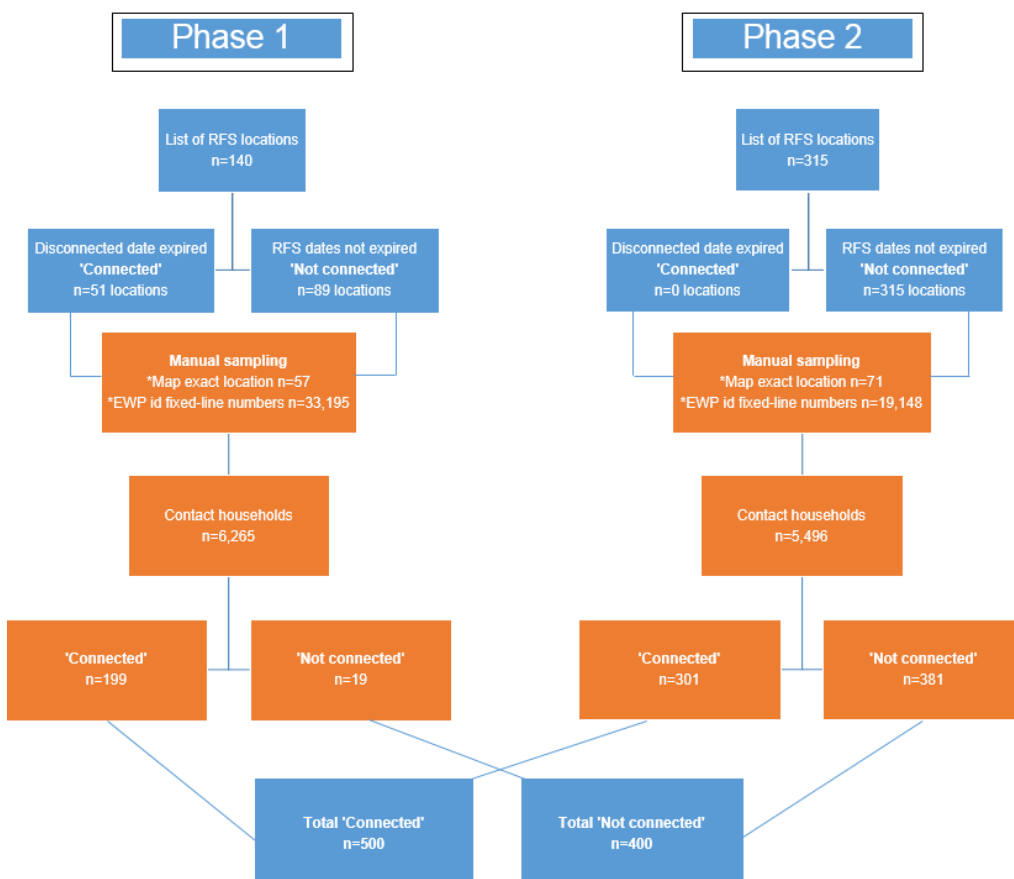 Phase 1
List of RFS locations
n=140
Disconnected date expired
'Connected'
n=51 locations
RFS dates not expired
'Not connected'
n=89 locations
Manual sampling
*Map exact location n=57
*EWP id fixed-line numbers n=33,195
Contact households
n=6,265
'Connected'
n=199
'Not connected'
n=19
Phase 2
List of RFS locations
n=315
Disconnected date expired
'Connected'
n=0 locations
RFS dates not expired
'Not connected'
n=315 locations
Manual sampling
*Map exact location n=71
*EWP id fixed-line numbers n=19,148
Contact households
n=5,496
'Connected'
n=301
'Not connected'
n=381
Total 'Connected'
n=500
Total 'Not connected'
n=400